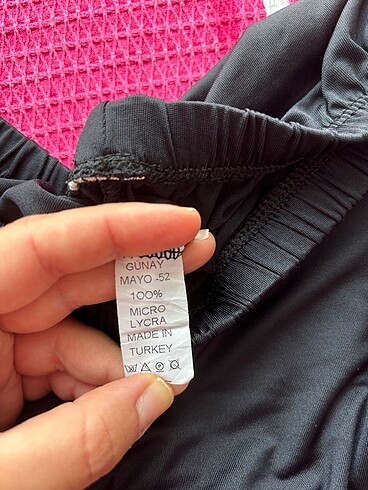 GÜNAY
MAYO -52
100%
MICRO
LYCRA
MADE IN
TURKEY